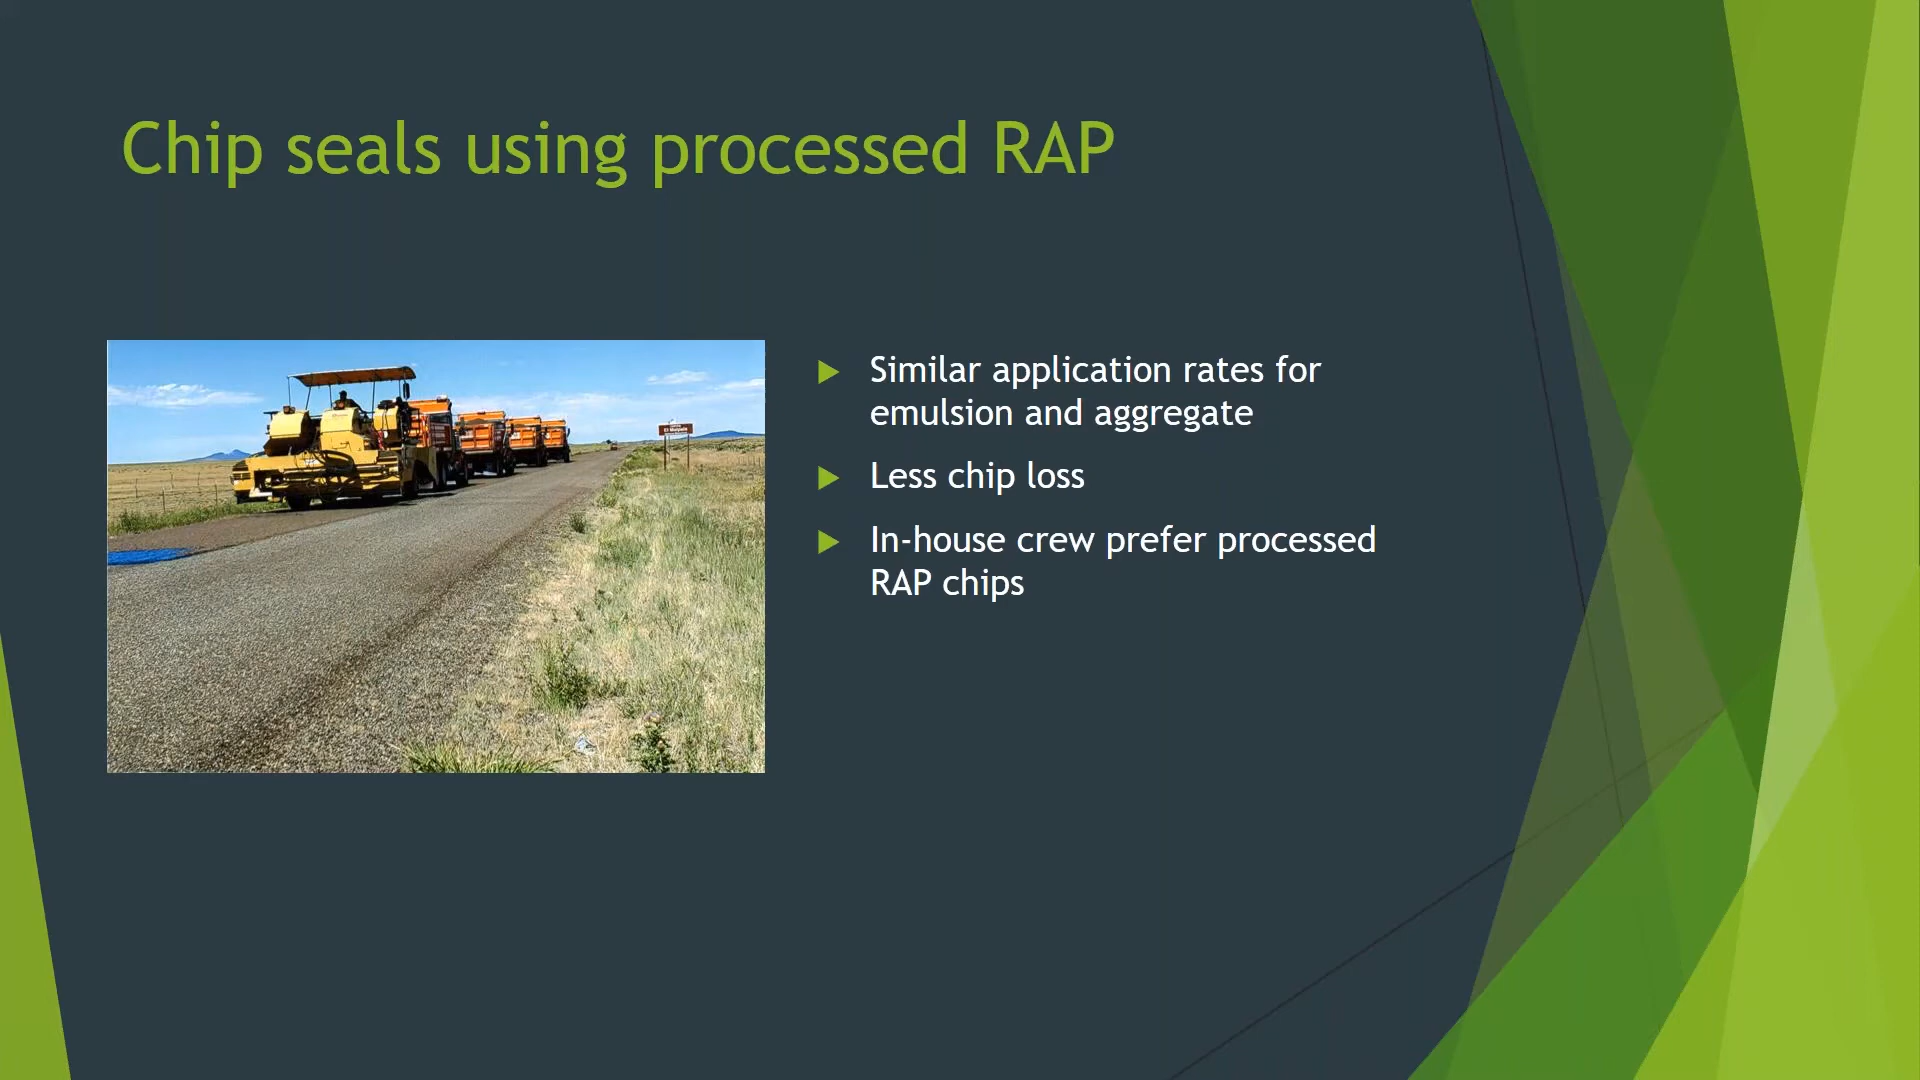 Chip seals using processed RAP
Similar application rates for
emulsion and aggregate
Less chip loss
In-house crew prefer processed
RAP chips